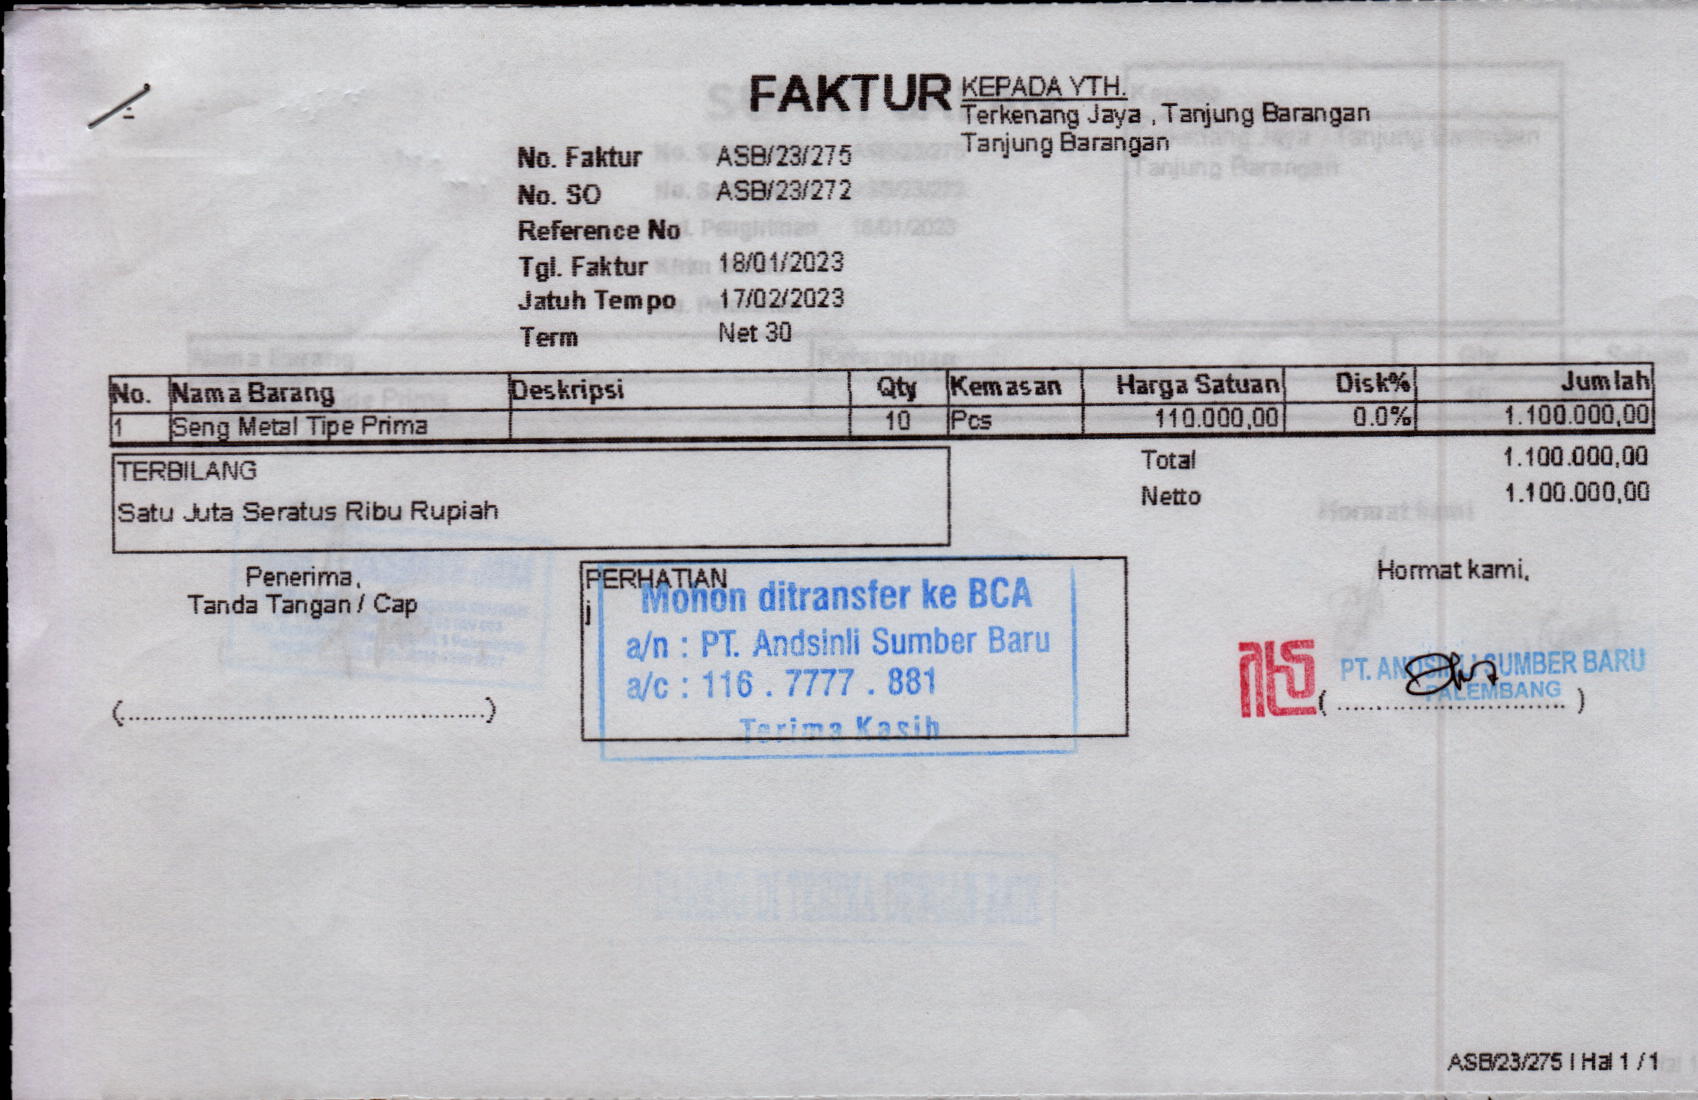 FAKTUR
KEPADA YTH.
Terkenang Jaya , Tanjung Barangan
Tanjung Barangan
No. Faktur ASB/23/275
No. SO ASB/23/272
Reference No
Tgl. Faktur 18/01/2023
Jatuh Tempo 17/02/2023
Term Net 30
No. Nama Barang Deskripsi Qty Kemasan Harga Satuan Disk% Jumlah
1 Seng Metal Tipe Prima 10 Pcs 110.000,00 0.0% 1.100.000,00
TERBILANG
Satu Juta Seratus Ribu Rupiah
Total 1.100.000,00
Netto 1.100.000,00
Penerima,
Tanda Tangan / Cap
(..............................................)
PERHATIAN
j
Mohon ditransfer ke BCA
a/n : PT. Andsinli Sumber Baru
a/c : 116 . 7777 . 881
Terima Kasih
Hormat kami,
PT. ANDSINLI SUMBER BARU
PALEMBANG
(.............................)
ASB/23/275 | Hal 1 / 1